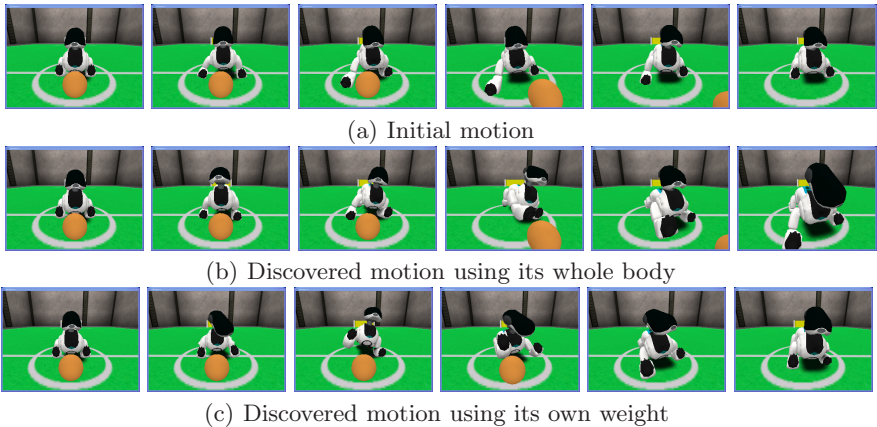 (a) Initial motion
(b) Discovered motion using its whole body
(c) Discovered motion using its own weight